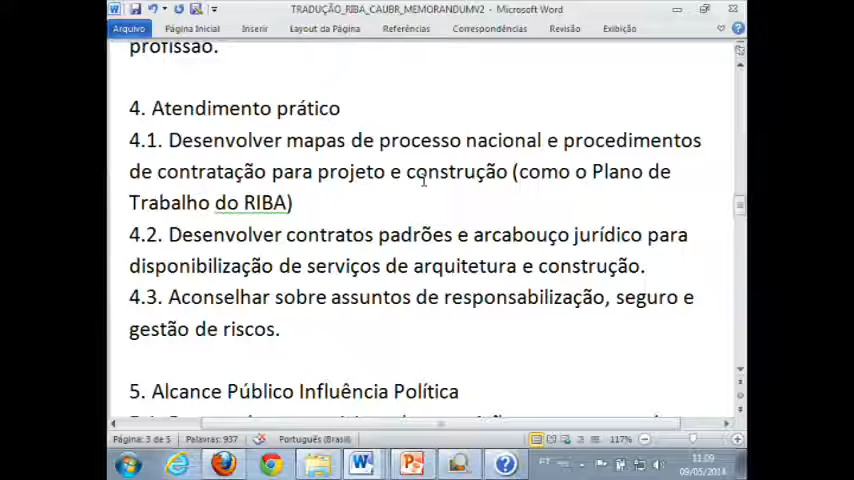 TRADUÇÃO_RIBA_CAUBR_MEMORANDUMV2 - Microsoft Word
Arquivo Página Inicial Inserir Layout da Página Referências Correspondências Revisão Exibição
profissão.
4. Atendimento prático
4.1. Desenvolver mapas de processo nacional e procedimentos
de contratação para projeto e construção (como o Plano de
Trabalho do RIBA)
4.2. Desenvolver contratos padrões e arcabouço jurídico para
disponibilização de serviços de arquitetura e construção.
4.3. Aconselhar sobre assuntos de responsabilização, seguro e
gestão de riscos.
5. Alcance Público Influência Política
Página: 3 de 5 Palavras: 937 Português (Brasil) 117%
PT 11:09
09/05/2014